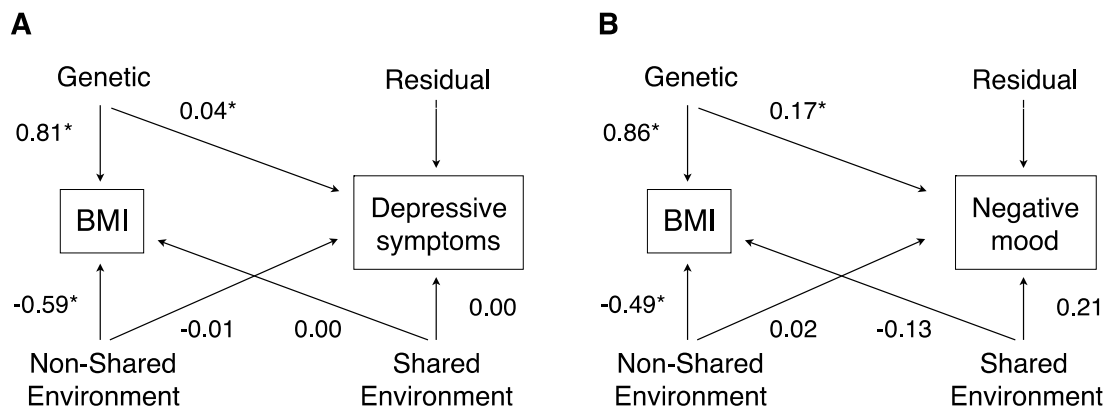 A
Genetic
Residual
0.04*
0.81*
BMI
Depressive
symptoms
-0.59*
-0.01
0.00
0.00
Non-Shared
Environment
Shared
Environment
B
Genetic
Residual
0.17*
0.86*
BMI
Negative
mood
-0.49*
0.02
-0.13
0.21
Non-Shared
Environment
Shared
Environment